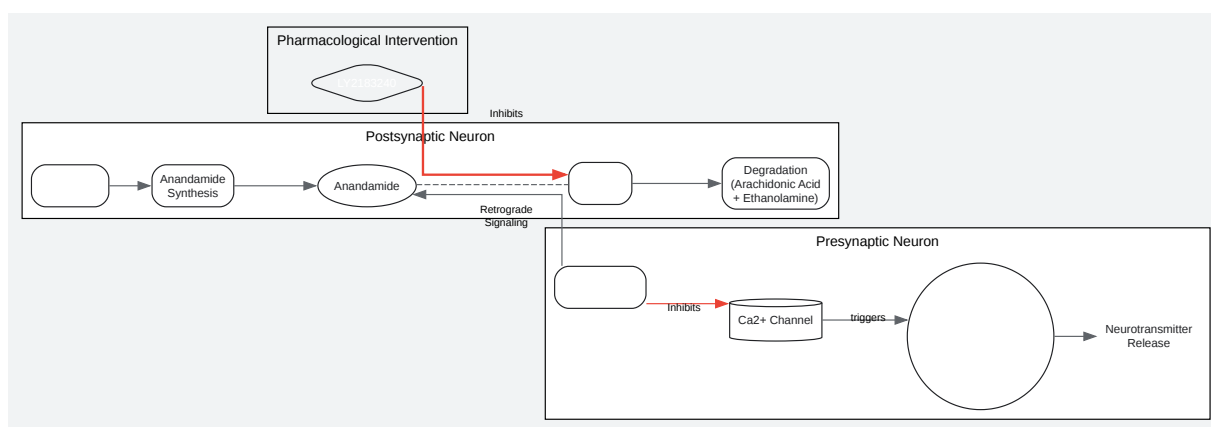 Pharmacological Intervention
Inhibits
Postsynaptic Neuron
Anandamide
Synthesis
Anandamide
Degradation
(Arachidonic Acid
+ Ethanolamine)
Retrograde
Signaling
Presynaptic Neuron
Inhibits
Ca2+ Channel
triggers
Neurotransmitter
Release